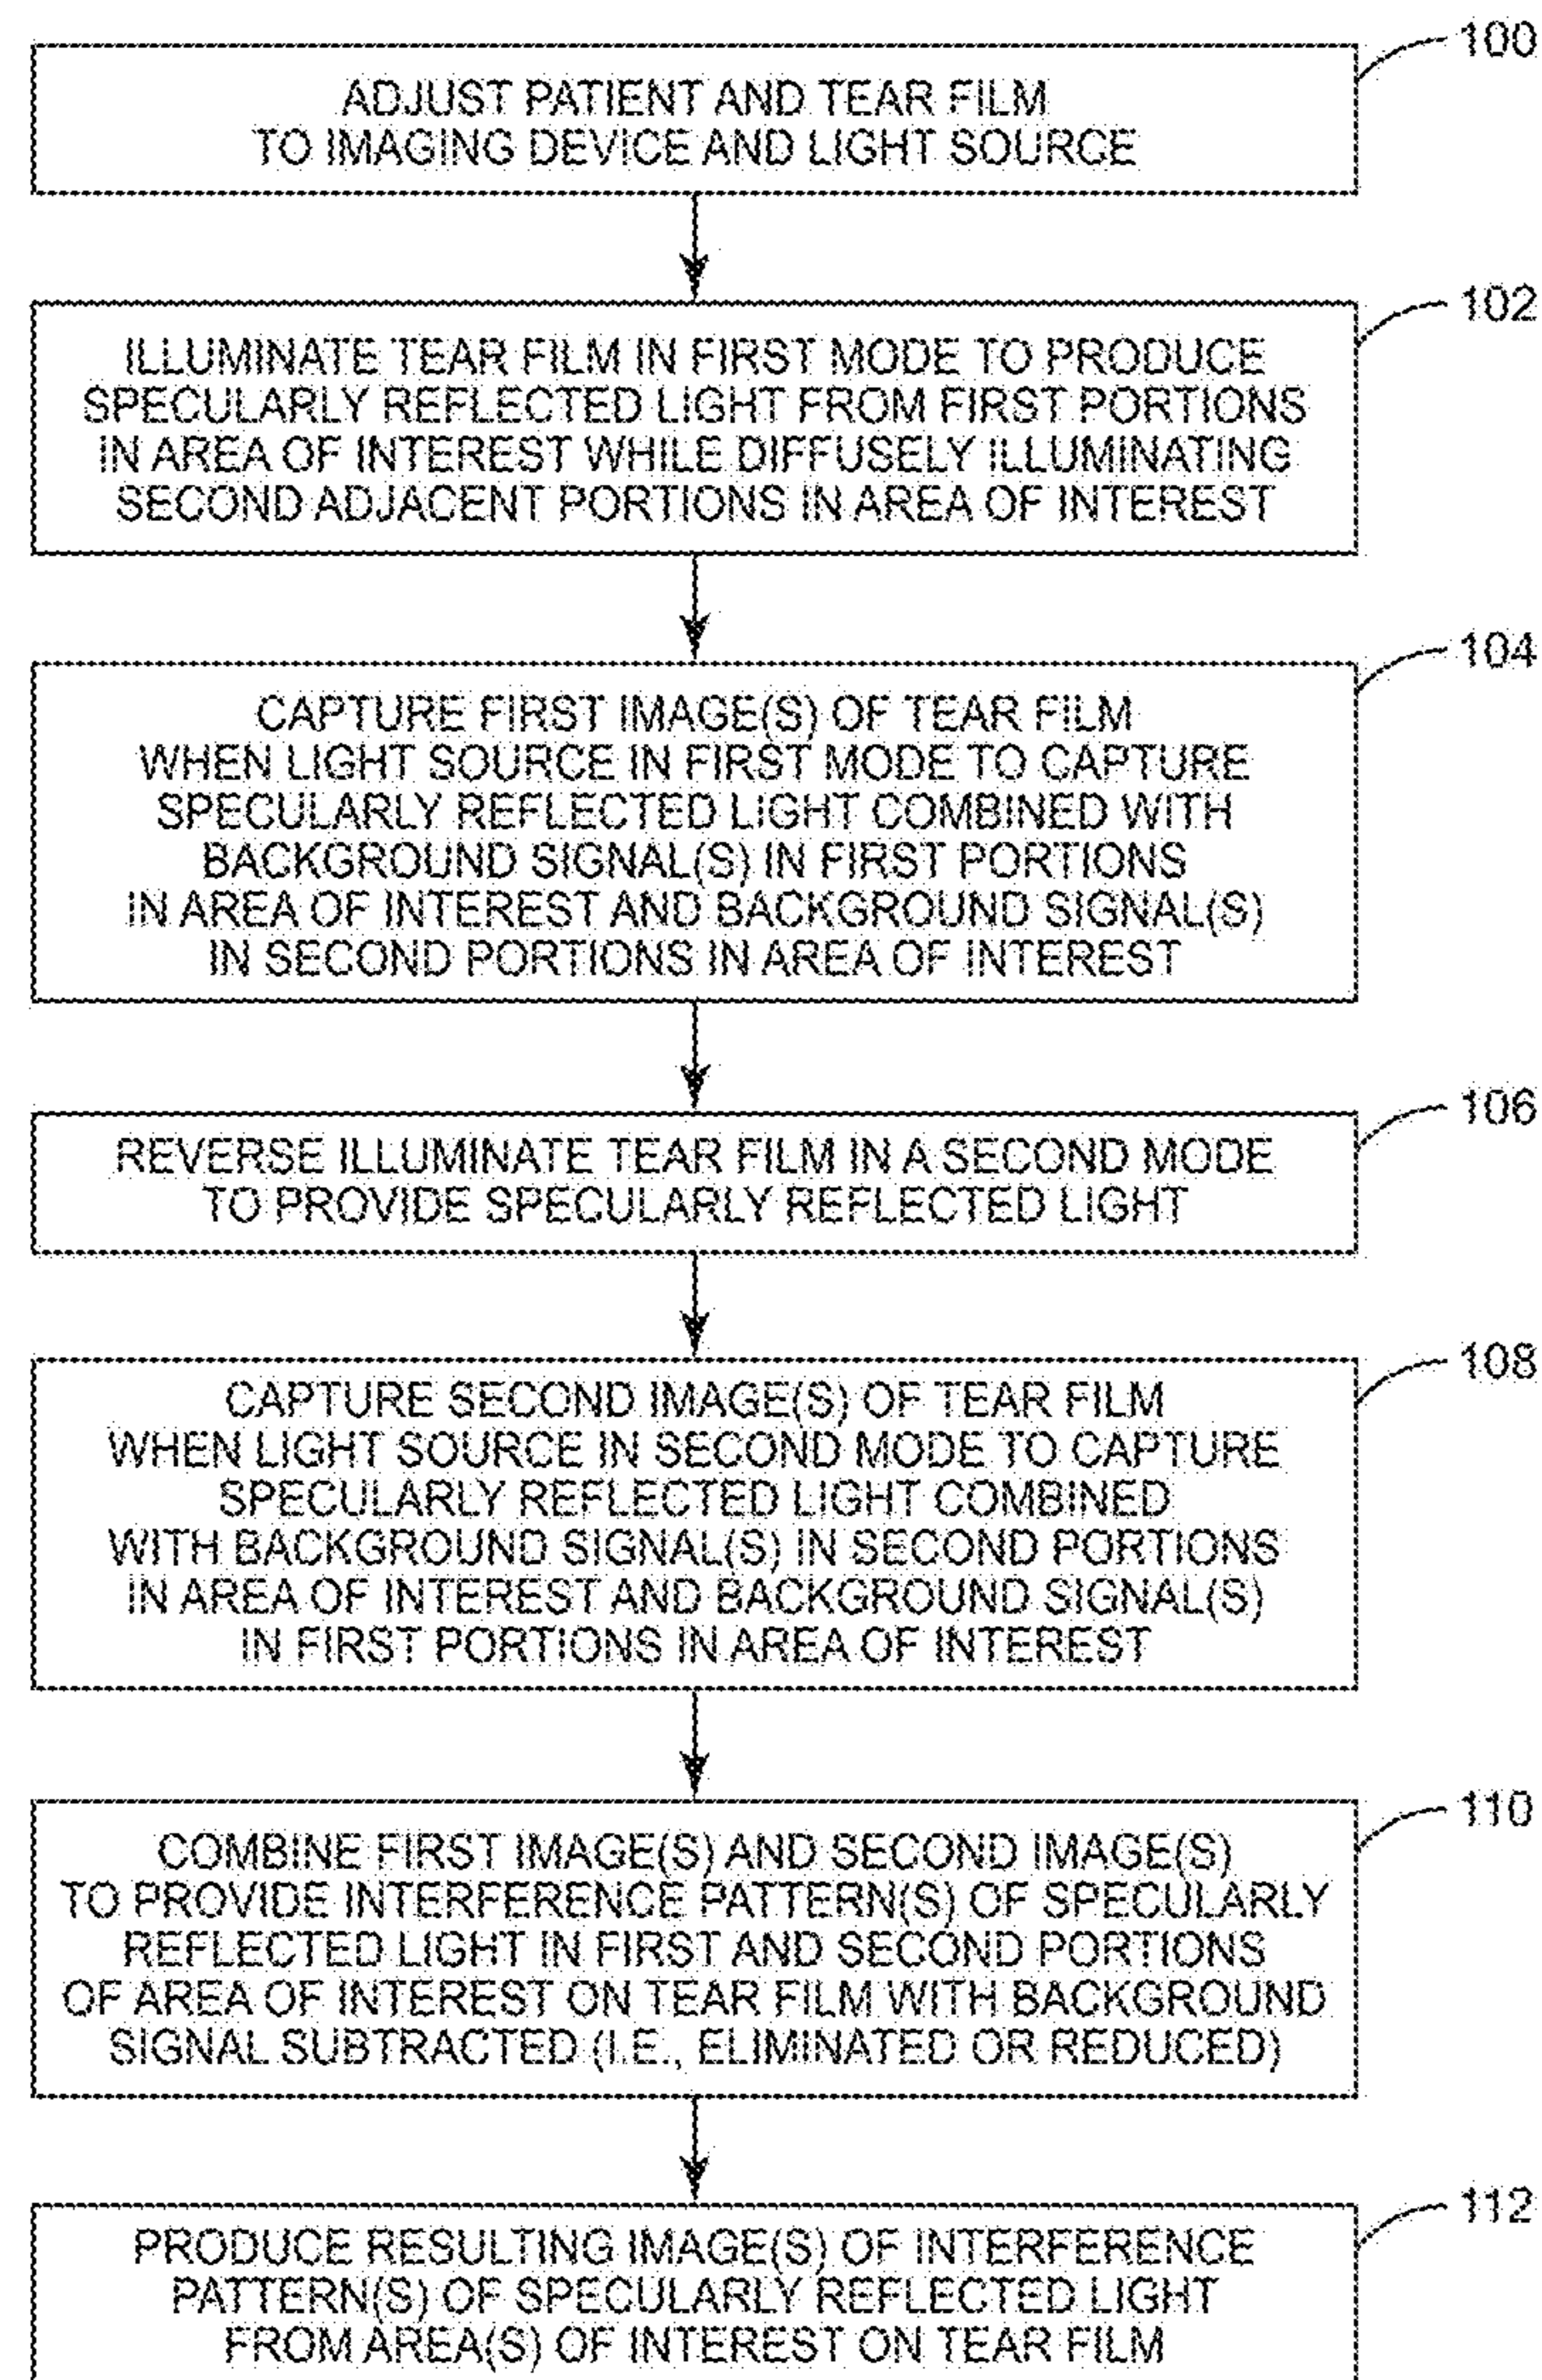 100
ADJUST PATIENT AND TEAR FILM
TO IMAGING DEVICE AND LIGHT SOURCE
102
ILLUMINATE TEAR FILM IN FIRST MODE TO PRODUCE
SPECULARLY REFLECTED LIGHT FROM FIRST PORTIONS
IN AREA OF INTEREST WHILE DIFFUSELY ILLUMINATING
SECOND ADJACENT PORTIONS IN AREA OF INTEREST
104
CAPTURE FIRST IMAGE(S) OF TEAR FILM
WHEN LIGHT SOURCE IN FIRST MODE TO CAPTURE
SPECULARLY REFLECTED LIGHT COMBINED WITH
BACKGROUND SIGNAL(S) IN FIRST PORTIONS
IN AREA OF INTEREST AND BACKGROUND SIGNAL(S)
IN SECOND PORTIONS IN AREA OF INTEREST
106
REVERSE ILLUMINATE TEAR FILM IN A SECOND MODE
TO PROVIDE SPECULARLY REFLECTED LIGHT
108
CAPTURE SECOND IMAGE(S) OF TEAR FILM
WHEN LIGHT SOURCE IN SECOND MODE TO CAPTURE
SPECULARLY REFLECTED LIGHT COMBINED
WITH BACKGROUND SIGNAL(S) IN SECOND PORTIONS
IN AREA OF INTEREST AND BACKGROUND SIGNAL(S)
IN FIRST PORTIONS IN AREA OF INTEREST
110
COMBINE FIRST IMAGE(S) AND SECOND IMAGE(S)
TO PROVIDE INTERFERENCE PATTERN(S) OF SPECULARLY
REFLECTED LIGHT IN FIRST AND SECOND PORTIONS
OF AREA OF INTEREST ON TEAR FILM WITH BACKGROUND
SIGNAL SUBTRACTED (I.E., ELIMINATED OR REDUCED)
112
PRODUCE RESULTING IMAGE(S) OF INTERFERENCE
PATTERN(S) OF SPECULARLY REFLECTED LIGHT
FROM AREA(S) OF INTEREST ON TEAR FILM